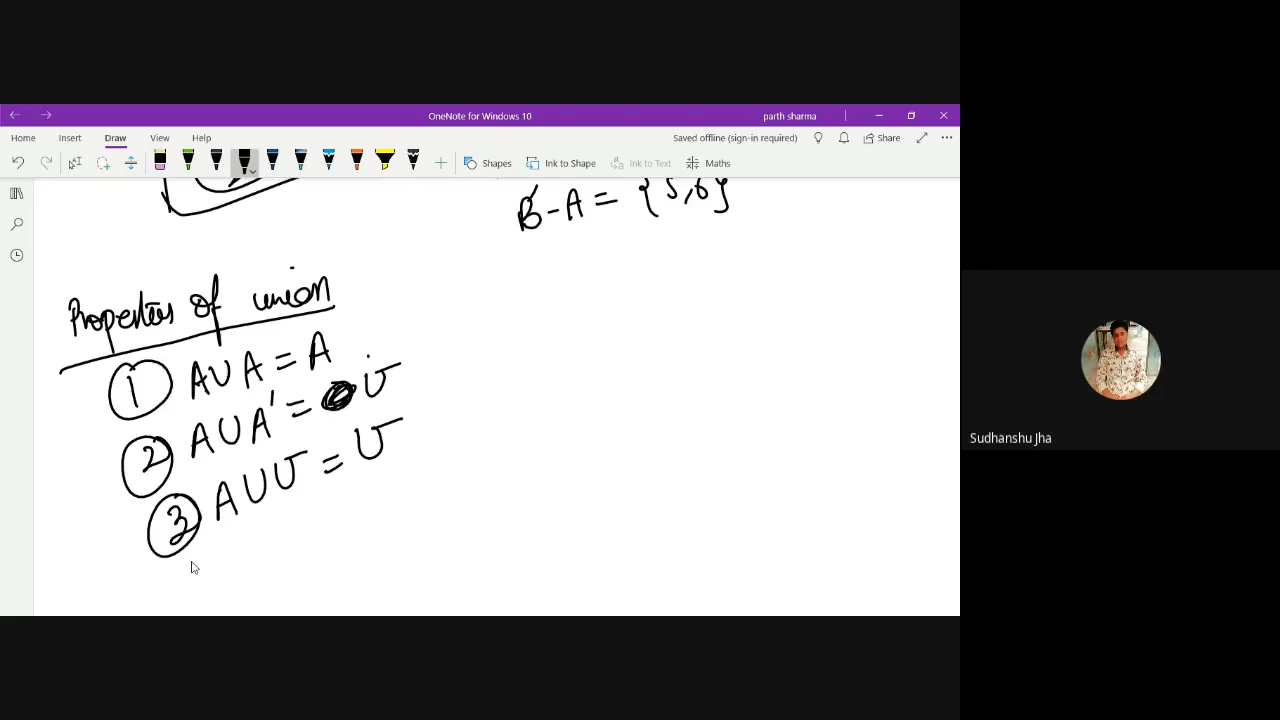 OneNote for Windows 10
parth sharma
Home Insert Draw View Help
Saved offline (sign-in required)
Share
Shapes
Ink to Shape
Ink to Text
Maths
B-A = {5,6}
Properties of union
① A∪A = A
② A∪A' = U
③ A∪U = U
Sudhanshu Jha